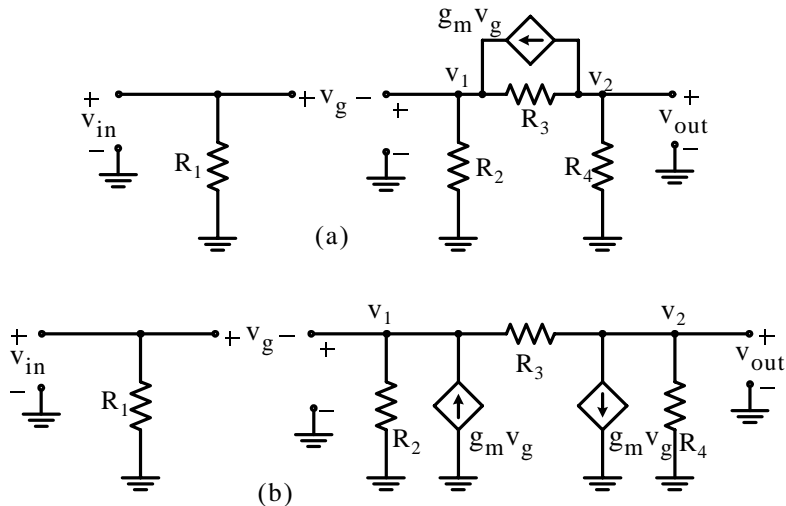 g_m v_g
v_1 v_2
+ + v_g − + +
v_in R_3 v_out
− R_1 − R_2 R_4 −
(a)
v_1 v_2
+ + v_g − + +
v_in R_3 v_out
− R_1 − R_2 g_m v_g g_m v_g R_4 −
(b)